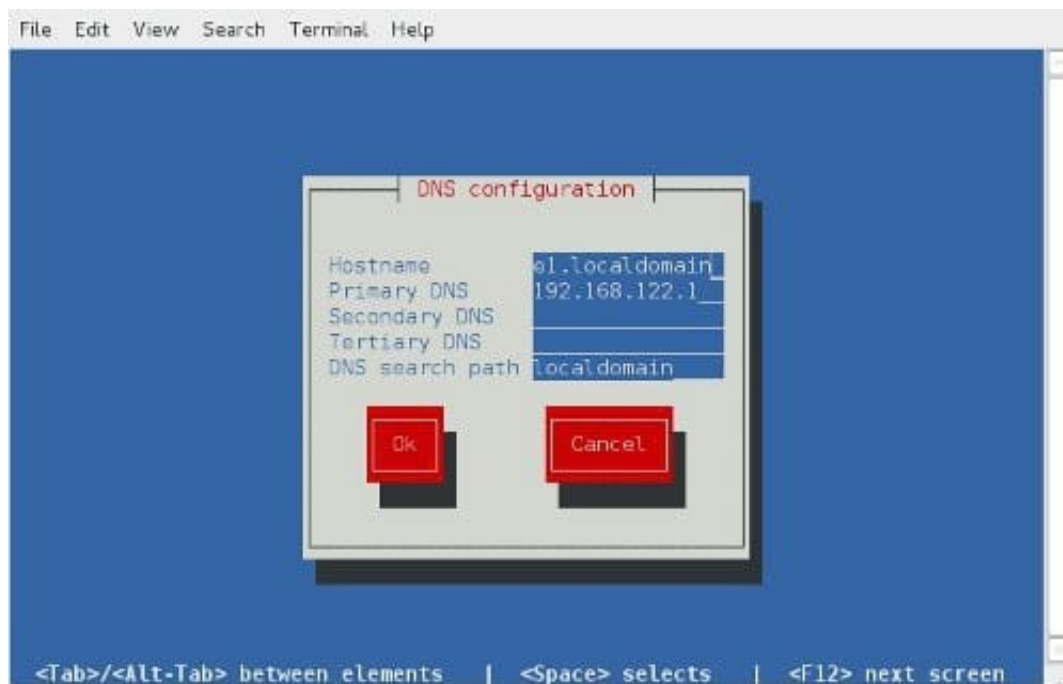 File Edit View Search Terminal Help
DNS configuration
Hostname e1.localdomain
Primary DNS 192.168.122.1
Secondary DNS
Tertiary DNS
DNS search path localdomain
Ok Cancel
<Tab>/<Alt-Tab> between elements | <Space> selects | <F12> next screen